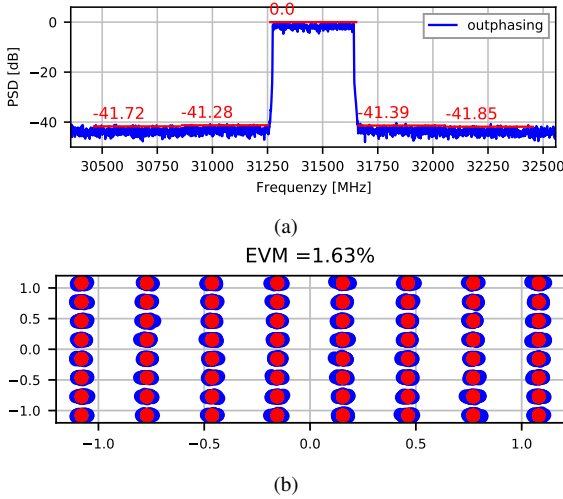 0.0
0
outphasing
PSD [dB]
−20
-41.72
-41.28
-41.39
-41.85
−40
30500 30750 31000 31250 31500 31750 32000 32250 32500
Frequenzy [MHz]
(a)
EVM =1.63%
1.0
0.5
0.0
−0.5
−1.0
−1.0 −0.5 0.0 0.5 1.0
(b)